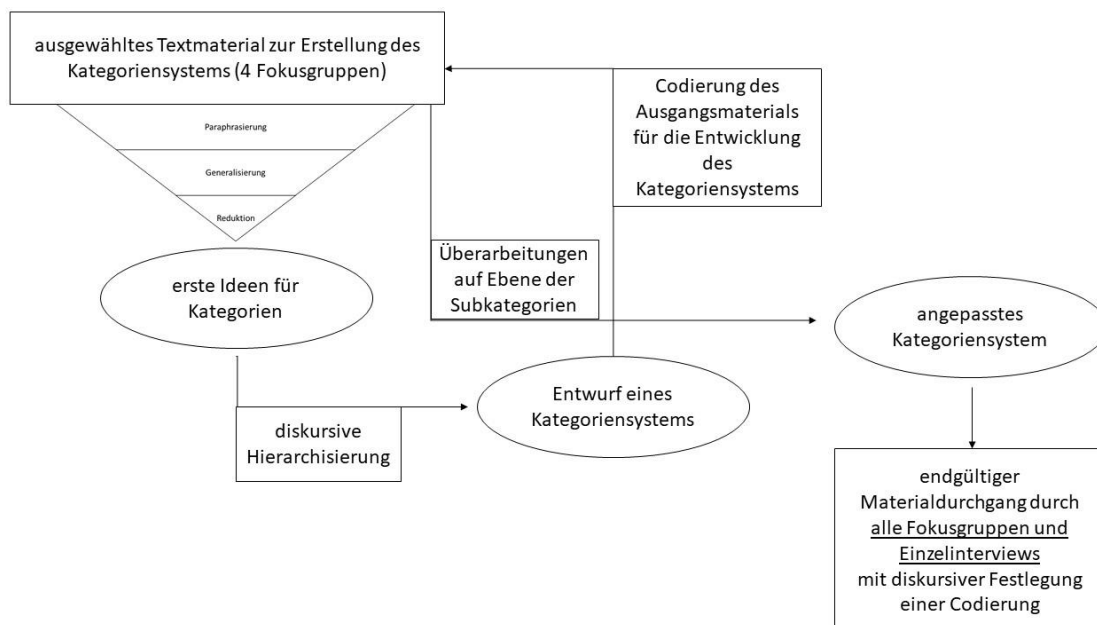 ausgewähltes Textmaterial zur Erstellung des
Kategoriensystems (4 Fokusgruppen)
Paraphrasierung
Generalisierung
Reduktion
erste Ideen für
Kategorien
diskursive
Hierarchisierung
Entwurf eines
Kategoriensystems
Codierung des
Ausgangsmaterials
für die Entwicklung
des
Kategoriensystems
Überarbeitungen
auf Ebene der
Subkategorien
angepasstes
Kategoriensystem
endgültiger
Materialdurchgang durch
alle Fokusgruppen und
Einzelinterviews
mit diskursiver Festlegung
einer Codierung